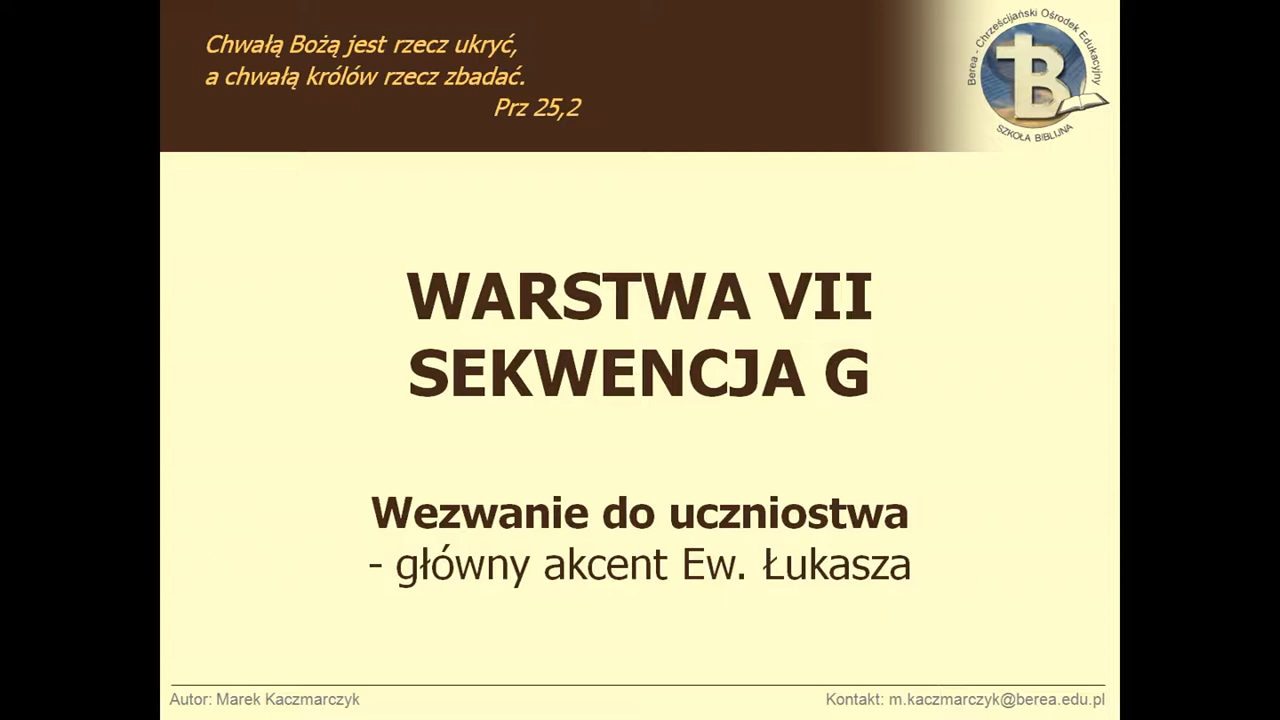 Chwałą Bożą jest rzecz ukryć,
a chwałą królów rzecz zbadać.
Prz 25,2
Berea - Chrześcijański Ośrodek Edukacyjny
B
SZKOŁA BIBLIJNA
WARSTWA VII
SEKWENCJA G
Wezwanie do uczniostwa
- główny akcent Ew. Łukasza
Autor: Marek Kaczmarczyk
Kontakt: m.kaczmarczyk@berea.edu.pl